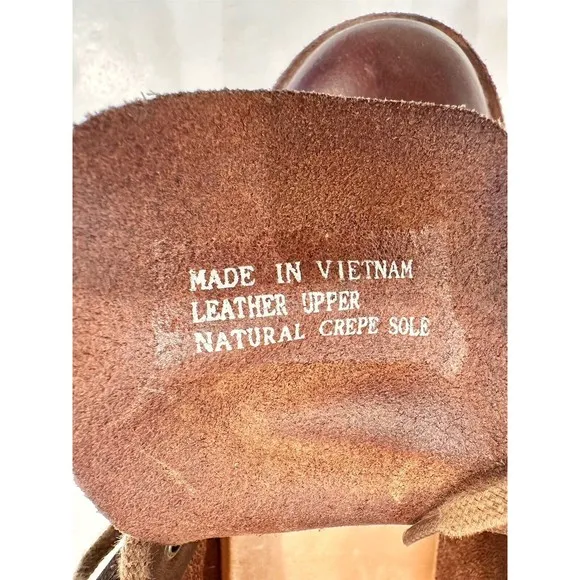 MADE IN VIETNAM
LEATHER UPPER
NATURAL CREPE SOLE